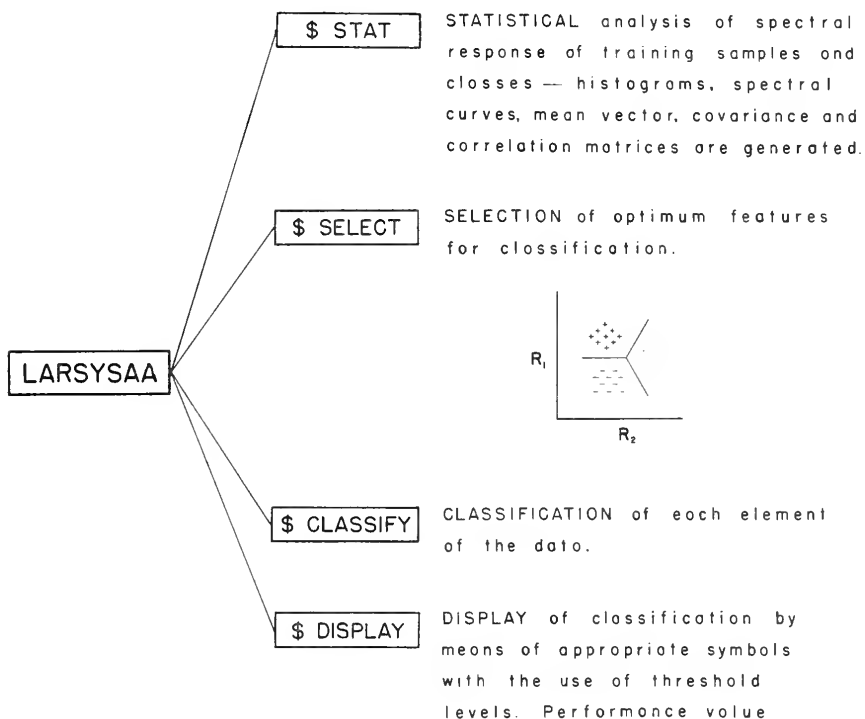 $ STAT
STATISTICAL analysis of spectral
response of training samples and
classes — histograms, spectral
curves, mean vector, covariance and
correlation matrices are generated.
$ SELECT
SELECTION of optimum features
for classification.
R₁
R₂
LARSYSAA
$ CLASSIFY
CLASSIFICATION of each element
of the data.
$ DISPLAY
DISPLAY of classification by
means of appropriate symbols
with the use of threshold
levels. Performance value